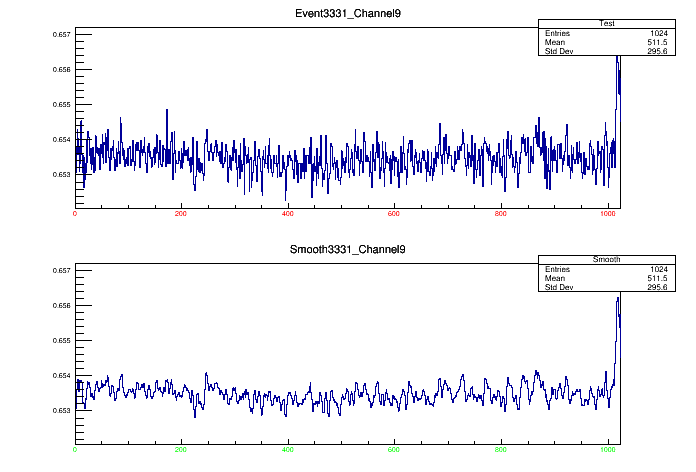 Event3331_Channel9
Test
Entries 1024
Mean 511.5
Std Dev 295.6
0.657
0.656
0.655
0.654
0.653
0 200 400 600 800 1000
Smooth3331_Channel9
Smooth
Entries 1024
Mean 511.5
Std Dev 295.6
0.657
0.656
0.655
0.654
0.653
0 200 400 600 800 1000